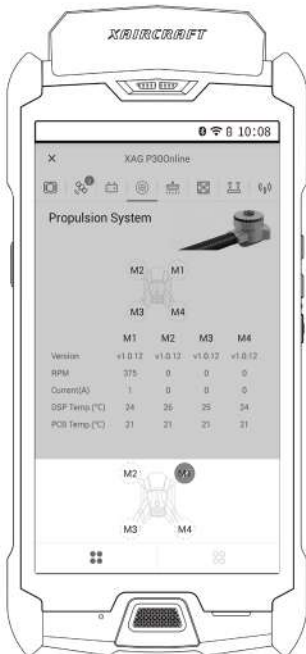 XAIRCRAFT
10:08
XAG P30Online
Propulsion System
M2 M1
M3 M4
M1 M2 M3 M4
Version v1.0.12 v1.0.12 v1.0.12 v1.0.12
RPM 375 0 0 0
Current(A) 1 0 0 0
DSP Temp (°C) 24 26 25 24
PCB Temp (°C) 21 21 21 21
M2
M3 M4